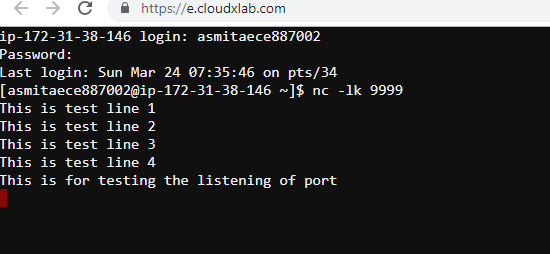 https://e.cloudxlab.com
ip-172-31-38-146 login: asmitaece887002
Password:
Last login: Sun Mar 24 07:35:46 on pts/34
[asmitaece887002@ip-172-31-38-146 ~]$ nc -lk 9999
This is test line 1
This is test line 2
This is test line 3
This is test line 4
This is for testing the listening of port